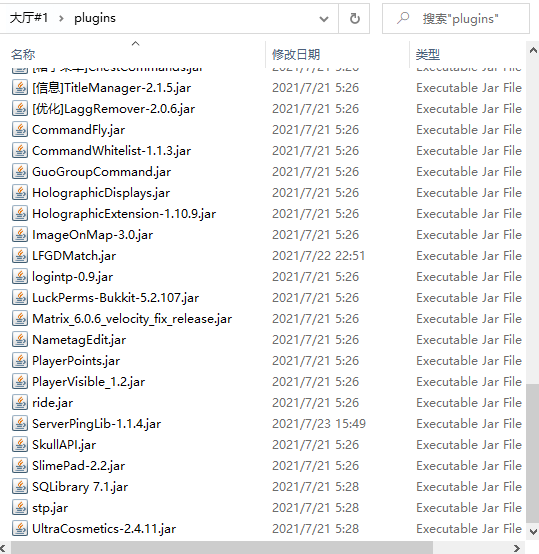 大厅#1 > plugins 搜索"plugins"
名称 修改日期 类型
[箱子菜单]ChestCommands.jar 2021/7/21 5:26 Executable Jar File
[信息]TitleManager-2.1.5.jar 2021/7/21 5:26 Executable Jar File
[优化]LaggRemover-2.0.6.jar 2021/7/21 5:26 Executable Jar File
CommandFly.jar 2021/7/21 5:26 Executable Jar File
CommandWhitelist-1.1.3.jar 2021/7/21 5:26 Executable Jar File
GuoGroupCommand.jar 2021/7/21 5:26 Executable Jar File
HolographicDisplays.jar 2021/7/21 5:26 Executable Jar File
HolographicExtension-1.10.9.jar 2021/7/21 5:26 Executable Jar File
ImageOnMap-3.0.jar 2021/7/21 5:26 Executable Jar File
LFGDMatch.jar 2021/7/22 22:51 Executable Jar File
logintp-0.9.jar 2021/7/21 5:26 Executable Jar File
LuckPerms-Bukkit-5.2.107.jar 2021/7/21 5:26 Executable Jar File
Matrix_6.0.6_velocity_fix_release.jar 2021/7/21 5:26 Executable Jar File
NametagEdit.jar 2021/7/21 5:26 Executable Jar File
PlayerPoints.jar 2021/7/21 5:26 Executable Jar File
PlayerVisible_1.2.jar 2021/7/21 5:26 Executable Jar File
ride.jar 2021/7/21 5:26 Executable Jar File
ServerPingLib-1.1.4.jar 2021/7/23 15:49 Executable Jar File
SkullAPI.jar 2021/7/21 5:26 Executable Jar File
SlimePad-2.2.jar 2021/7/21 5:26 Executable Jar File
SQLibrary 7.1.jar 2021/7/21 5:28 Executable Jar File
stp.jar 2021/7/21 5:28 Executable Jar File
UltraCosmetics-2.4.11.jar 2021/7/21 5:28 Executable Jar File